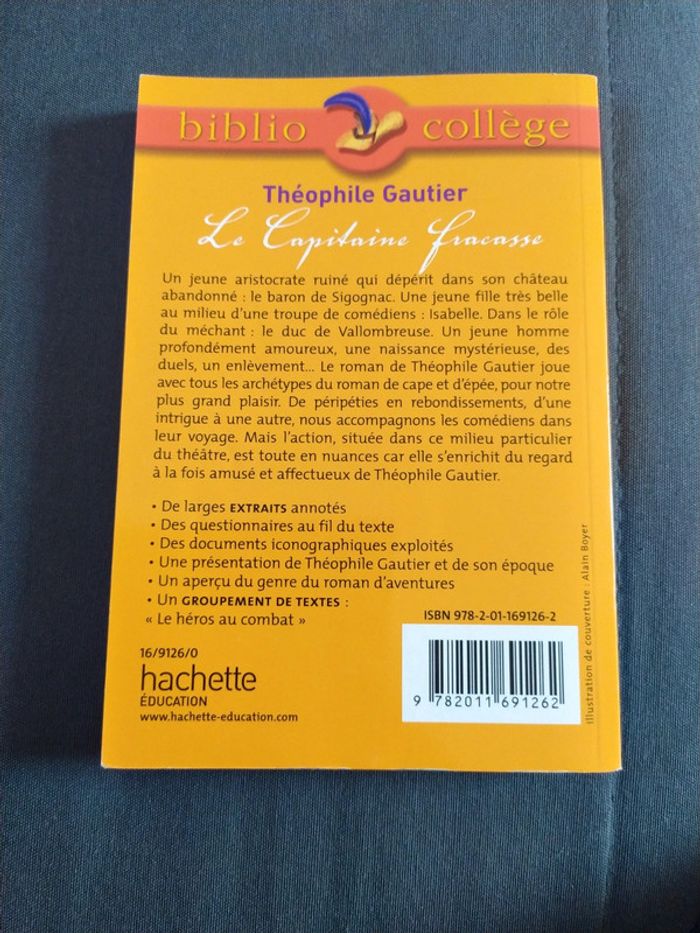 biblio collège
Théophile Gautier
Le Capitaine fracasse
Un jeune aristocrate ruiné qui dépérit dans son château
abandonné : le baron de Sigognac. Une jeune fille très belle
au milieu d'une troupe de comédiens : Isabelle. Dans le rôle
du méchant : le duc de Vallombreuse. Un jeune homme
profondément amoureux, une naissance mystérieuse, des
duels, un enlèvement... Le roman de Théophile Gautier joue
avec tous les archétypes du roman de cape et d'épée, pour notre
plus grand plaisir. De péripéties en rebondissements, d'une
intrigue à une autre, nous accompagnons les comédiens dans
leur voyage. Mais l'action, située dans ce milieu particulier
du théâtre, est toute en nuances car elle s'enrichit du regard
à la fois amusé et affectueux de Théophile Gautier.
• De larges EXTRAITS annotés
• Des questionnaires au fil du texte
• Des documents iconographiques exploités
• Une présentation de Théophile Gautier et de son époque
• Un aperçu du genre du roman d'aventures
• Un GROUPEMENT DE TEXTES :
« Le héros au combat »
ISBN 978-2-01-169126-2
16/9126/0
hachette
ÉDUCATION
www.hachette-education.com
9 782011 691262
Illustration de couverture : Alain Boyer